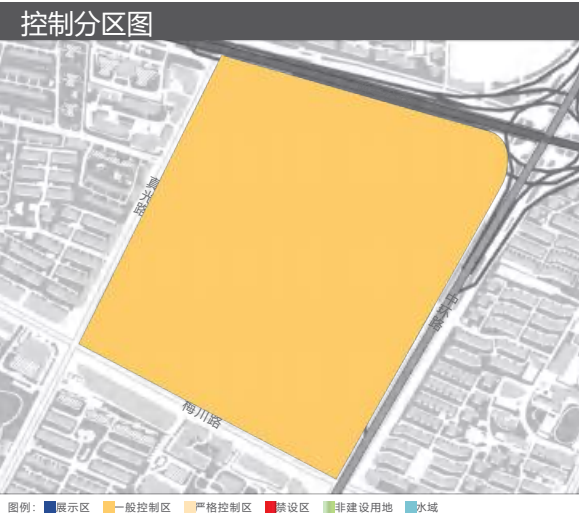 控制分区图
真光路
中环路
梅川路
图例: 展示区 一般控制区 严格控制区 禁设区 非建设用地 水域